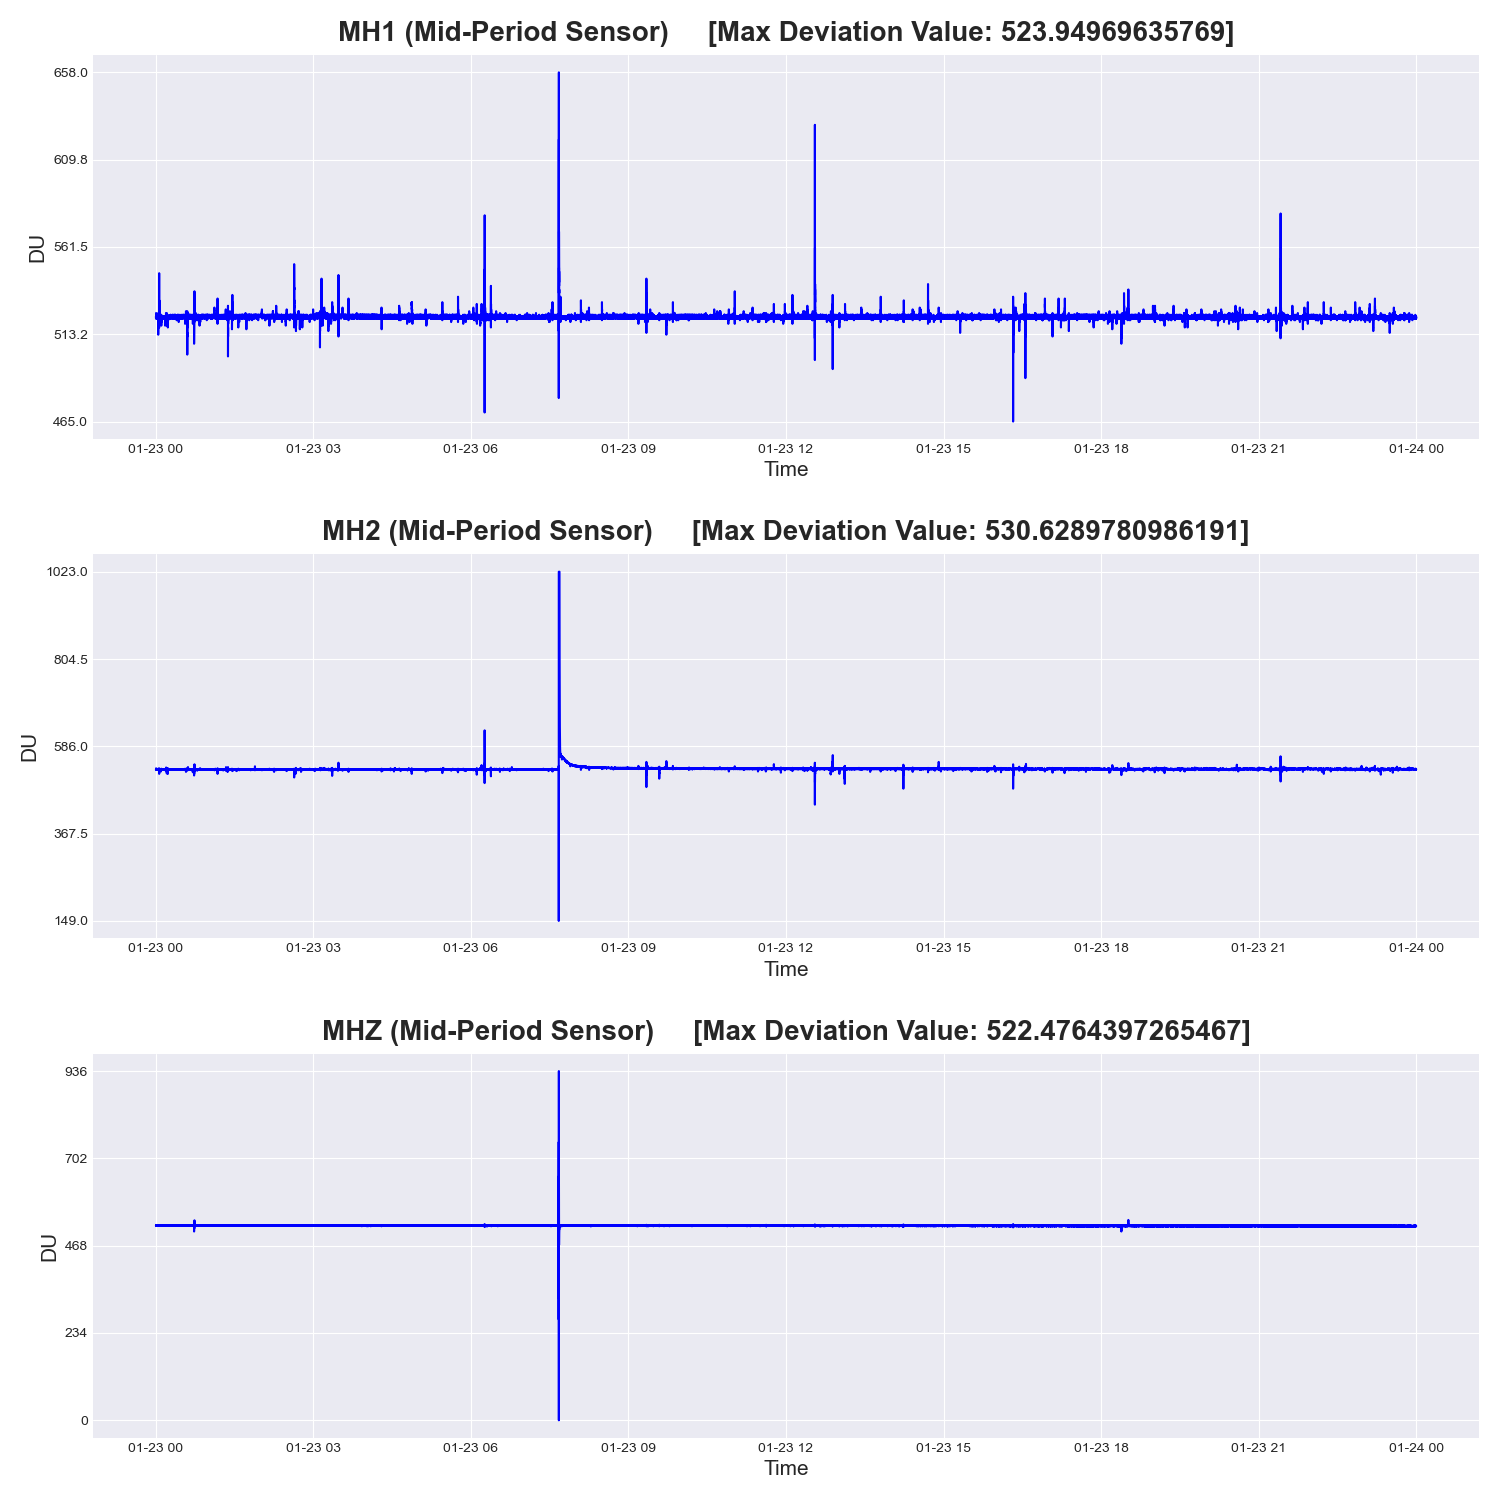 MH1 (Mid-Period Sensor) [Max Deviation Value: 523.94969635769]
658.0
609.8
561.5
513.2
465.0
DU
01-23 00 01-23 03 01-23 06 01-23 09 01-23 12 01-23 15 01-23 18 01-23 21 01-24 00
Time
MH2 (Mid-Period Sensor) [Max Deviation Value: 530.6289780986191]
1023.0
804.5
586.0
367.5
149.0
DU
01-23 00 01-23 03 01-23 06 01-23 09 01-23 12 01-23 15 01-23 18 01-23 21 01-24 00
Time
MHZ (Mid-Period Sensor) [Max Deviation Value: 522.4764397265467]
936
702
468
234
0
DU
01-23 00 01-23 03 01-23 06 01-23 09 01-23 12 01-23 15 01-23 18 01-23 21 01-24 00
Time